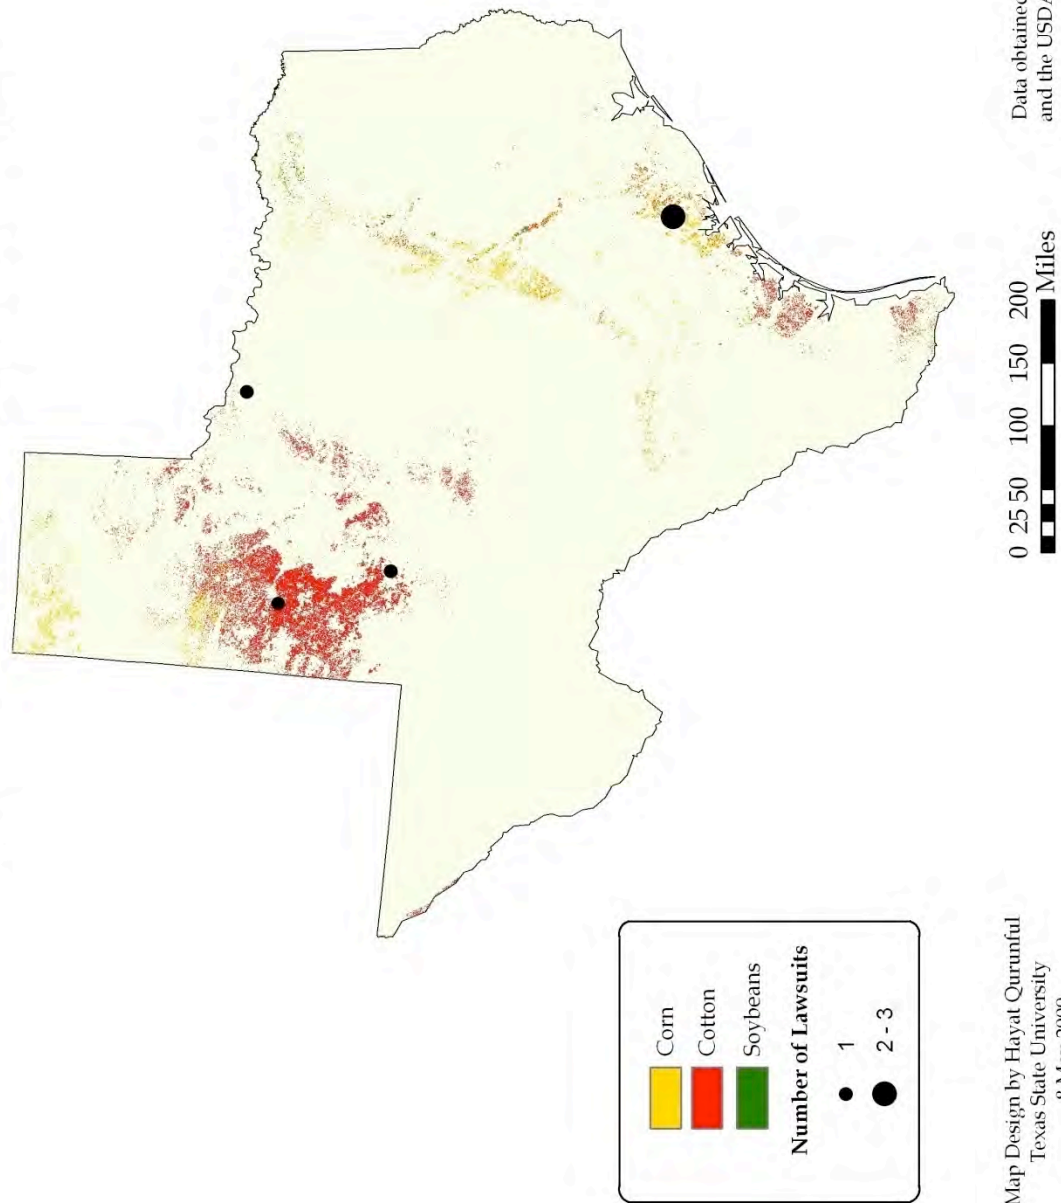 Corn
Cotton
Soybeans
Number of Lawsuits
1
2 - 3
Map Design by Hayat Qurunful
Texas State University
0 25 50 100 150 200
Miles
Data obtained
and the USDA